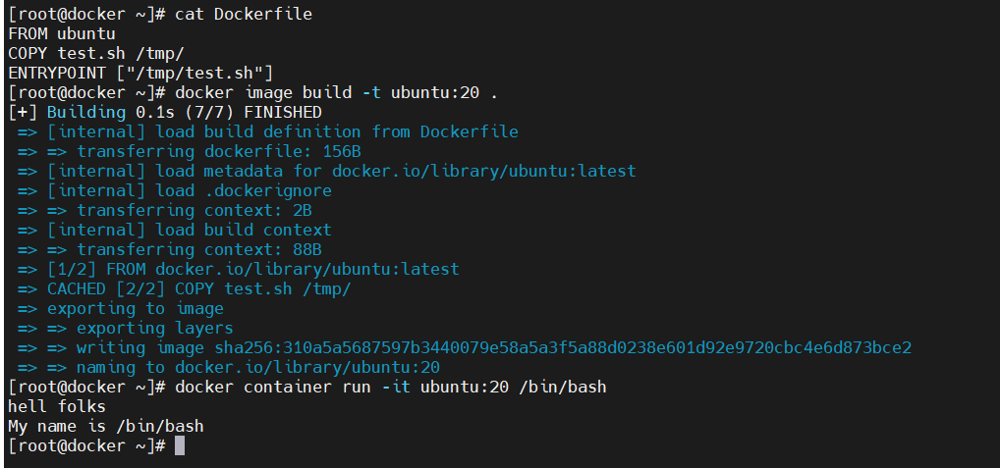 [root@docker ~]# cat Dockerfile
FROM ubuntu
COPY test.sh /tmp/
ENTRYPOINT ["/tmp/test.sh"]
[root@docker ~]# docker image build -t ubuntu:20 .
[+] Building 0.1s (7/7) FINISHED
=> [internal] load build definition from Dockerfile
=> => transferring dockerfile: 156B
=> [internal] load metadata for docker.io/library/ubuntu:latest
=> [internal] load .dockerignore
=> => transferring context: 2B
=> [internal] load build context
=> => transferring context: 88B
=> [1/2] FROM docker.io/library/ubuntu:latest
=> CACHED [2/2] COPY test.sh /tmp/
=> exporting to image
=> => exporting layers
=> => writing image sha256:310a5a5687597b3440079e58a5a3f5a88d0238e601d92e9720cbc4e6d873bce2
=> => naming to docker.io/library/ubuntu:20
[root@docker ~]# docker container run -it ubuntu:20 /bin/bash
hell folks
My name is /bin/bash
[root@docker ~]#